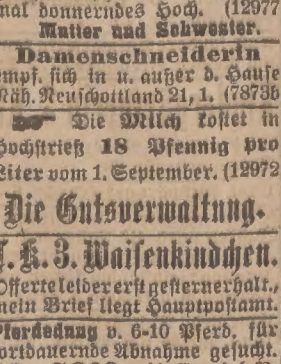 nal donnerndes Hoch. (12977
Mutter und Schwester.
Damenschneiderin
empf. sich in u. außer d. Hause
Näh. Neuschottland 21, 1. (7873b
Die Milch kostet in
Hochstrieß 18 Pfennig pro
Liter vom 1. September. (12972
Die Gutsverwaltung.
J. K. 3. Waisenkindchen.
Offerte leider erst gestern erhalt.,
mein Brief liegt Hauptpostamt.
Pferdedung v. 6-10 Pferd. für
fortdauernde Abnahme gesucht.